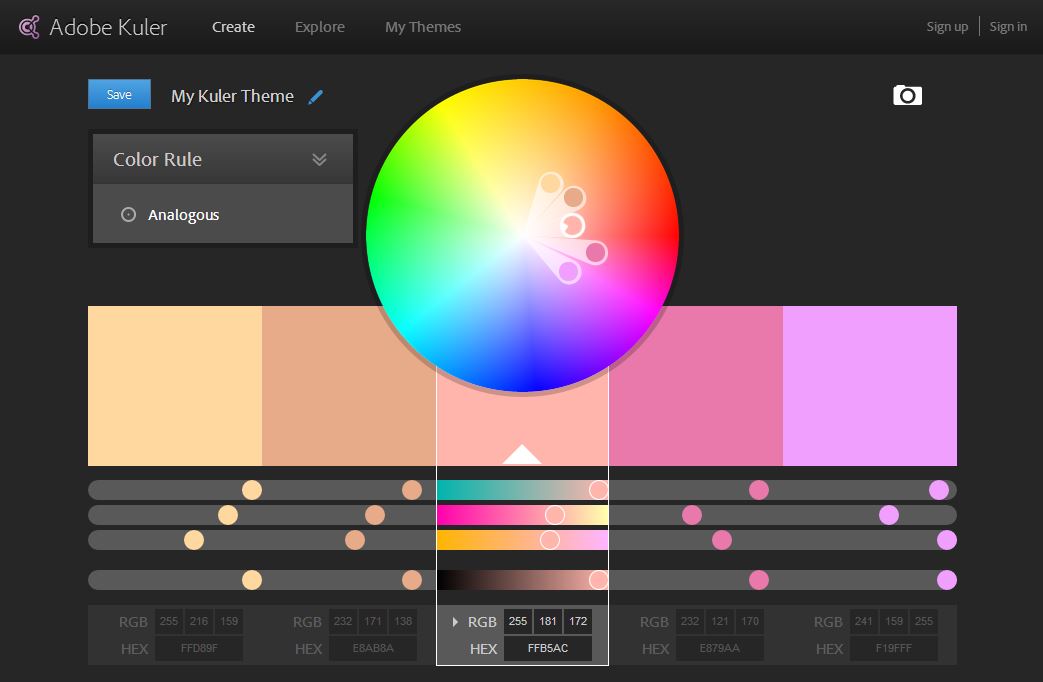 Adobe Kuler Create Explore My Themes Sign up Sign in
Save My Kuler Theme
Color Rule
Analogous
RGB 255 216 159 RGB 232 171 138 RGB 255 181 172 RGB 232 121 170 RGB 241 159 255
HEX FFD89F HEX E8AB8A HEX FFB5AC HEX E879AA HEX F19FFF